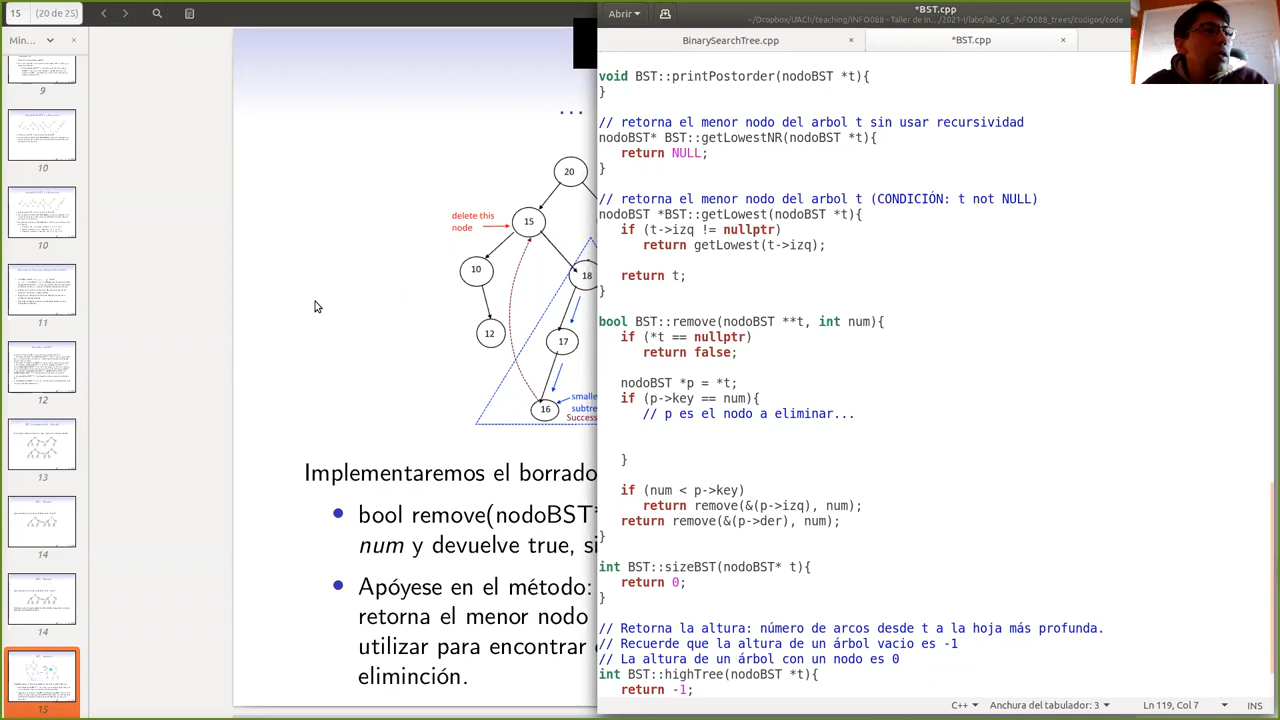 15
(20 de 25)
Abrir
*BST.cpp
~/Dropbox/UACh/teaching/INFO088 - Taller de in.../2021-I/labs/lab_06_INFO088_trees/codigos/code
Min...
BinarySearchTree.cpp
*BST.cpp
9
10
10
11
12
13
14
14
15
...
20
delete this
node
15
10
18
12
17
16
smalle
subtre
Success
Implementaremos el borrado
bool remove(nodoBST*
num y devuelve true, si
Apóyese en el método:
retorna el menor nodo
utilizar para encontrar e
eliminción.
void BST::printPostorder(nodoBST *t){
}
// retorna el menor nodo del arbol t sin usar recursividad
nodoBST* BST::getLowestNR(nodoBST *t){
return NULL;
}
// retorna el menor nodo del arbol t (CONDICIÓN: t not NULL)
nodoBST *BST::getLowest(nodoBST *t){
if (t->izq != nullptr)
return getLowest(t->izq);
return t;
}
bool BST::remove(nodoBST **t, int num){
if (*t == nullptr)
return false;
nodoBST *p = *t;
if (p->key == num){
// p es el nodo a eliminar...
}
if (num < p->key)
return remove(&(p->izq), num);
return remove(&(p->der), num);
}
int BST::sizeBST(nodoBST* t){
return 0;
}
// Retorna la altura: número de arcos desde t a la hoja más profunda.
// Recuerde que la altura de un árbol vacio es -1
// La altura de un árbol con un nodo es 0
int BST::highTree(nodoBST *t){
return -1;
C++
Anchura del tabulador: 3
Ln 119, Col 7
INS